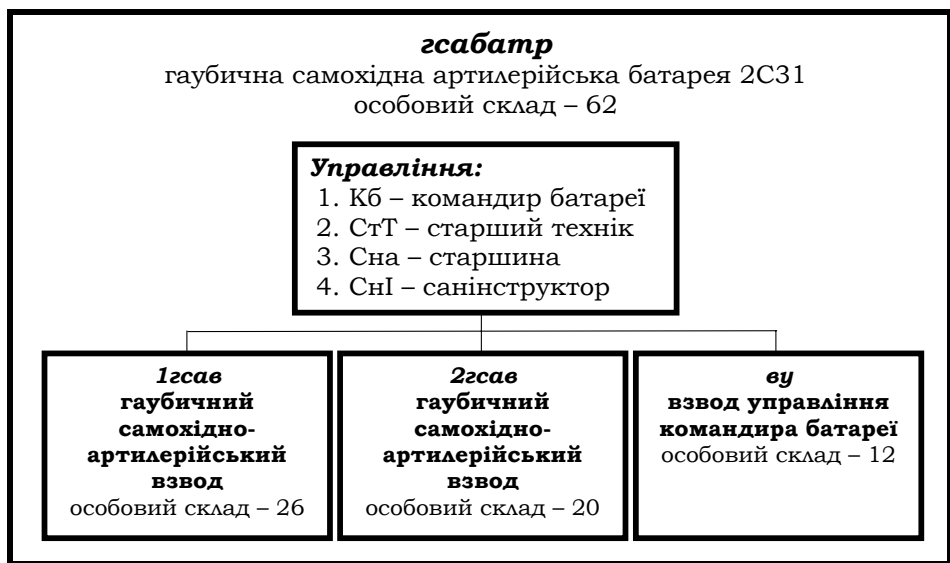 гсабатр
гаубична самохідна артилерійська батарея 2С31
особовий склад – 62
Управління:
1. Кб – командир батареї
2. СтТ – старший технік
3. Сна – старшина
4. СнІ – санінструктор
1гсав
гаубичний
самохідно-
артилерійський
взвод
особовий склад – 26
2гсав
гаубичний
самохідно-
артилерійський
взвод
особовий склад – 20
ву
взвод управління
командира батареї
особовий склад – 12